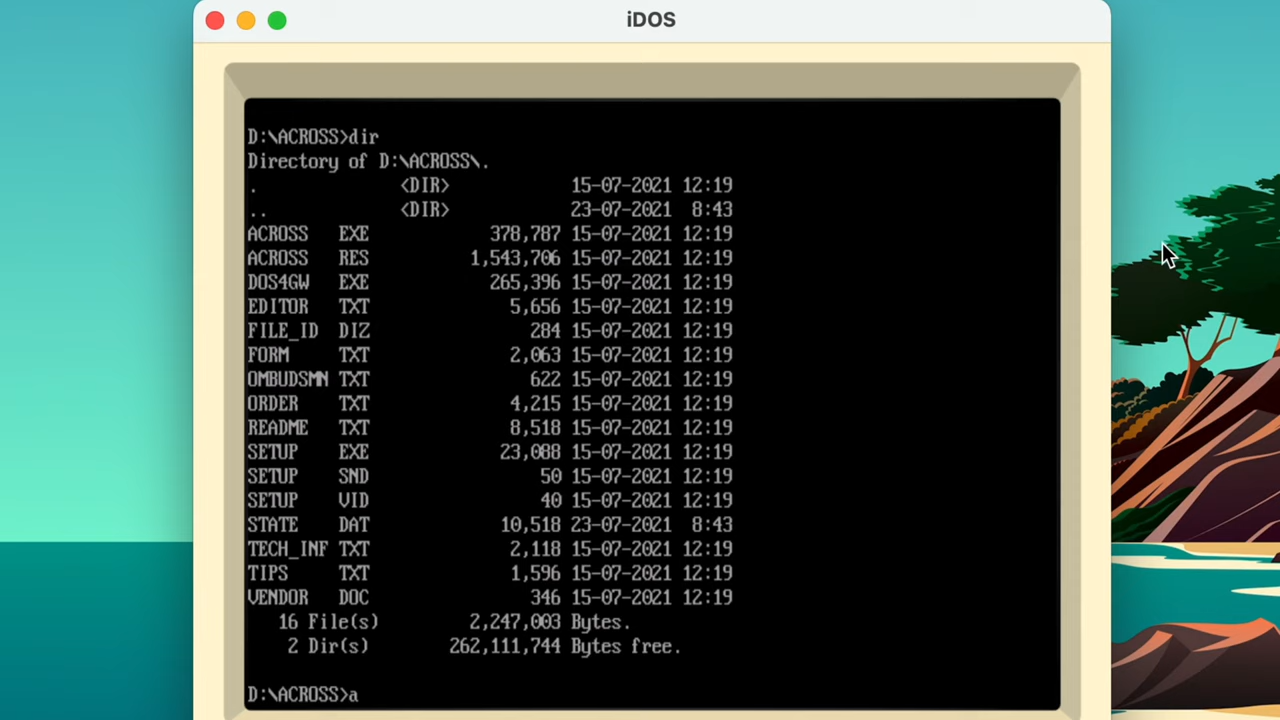 iDOS
D:\ACROSS>dir
Directory of D:\ACROSS\.
. <DIR> 15-07-2021 12:19
.. <DIR> 23-07-2021 8:43
ACROSS EXE 378,787 15-07-2021 12:19
ACROSS RES 1,543,706 15-07-2021 12:19
DOS4GW EXE 265,396 15-07-2021 12:19
EDITOR TXT 5,656 15-07-2021 12:19
FILE_ID DIZ 284 15-07-2021 12:19
FORM TXT 2,063 15-07-2021 12:19
OMBUDSMN TXT 622 15-07-2021 12:19
ORDER TXT 4,215 15-07-2021 12:19
README TXT 8,518 15-07-2021 12:19
SETUP EXE 23,088 15-07-2021 12:19
SETUP SND 50 15-07-2021 12:19
SETUP VID 40 15-07-2021 12:19
STATE DAT 10,518 23-07-2021 8:43
TECH_INF TXT 2,118 15-07-2021 12:19
TIPS TXT 1,596 15-07-2021 12:19
VENDOR DOC 346 15-07-2021 12:19
16 File(s) 2,247,003 Bytes.
2 Dir(s) 262,111,744 Bytes free.
D:\ACROSS>a